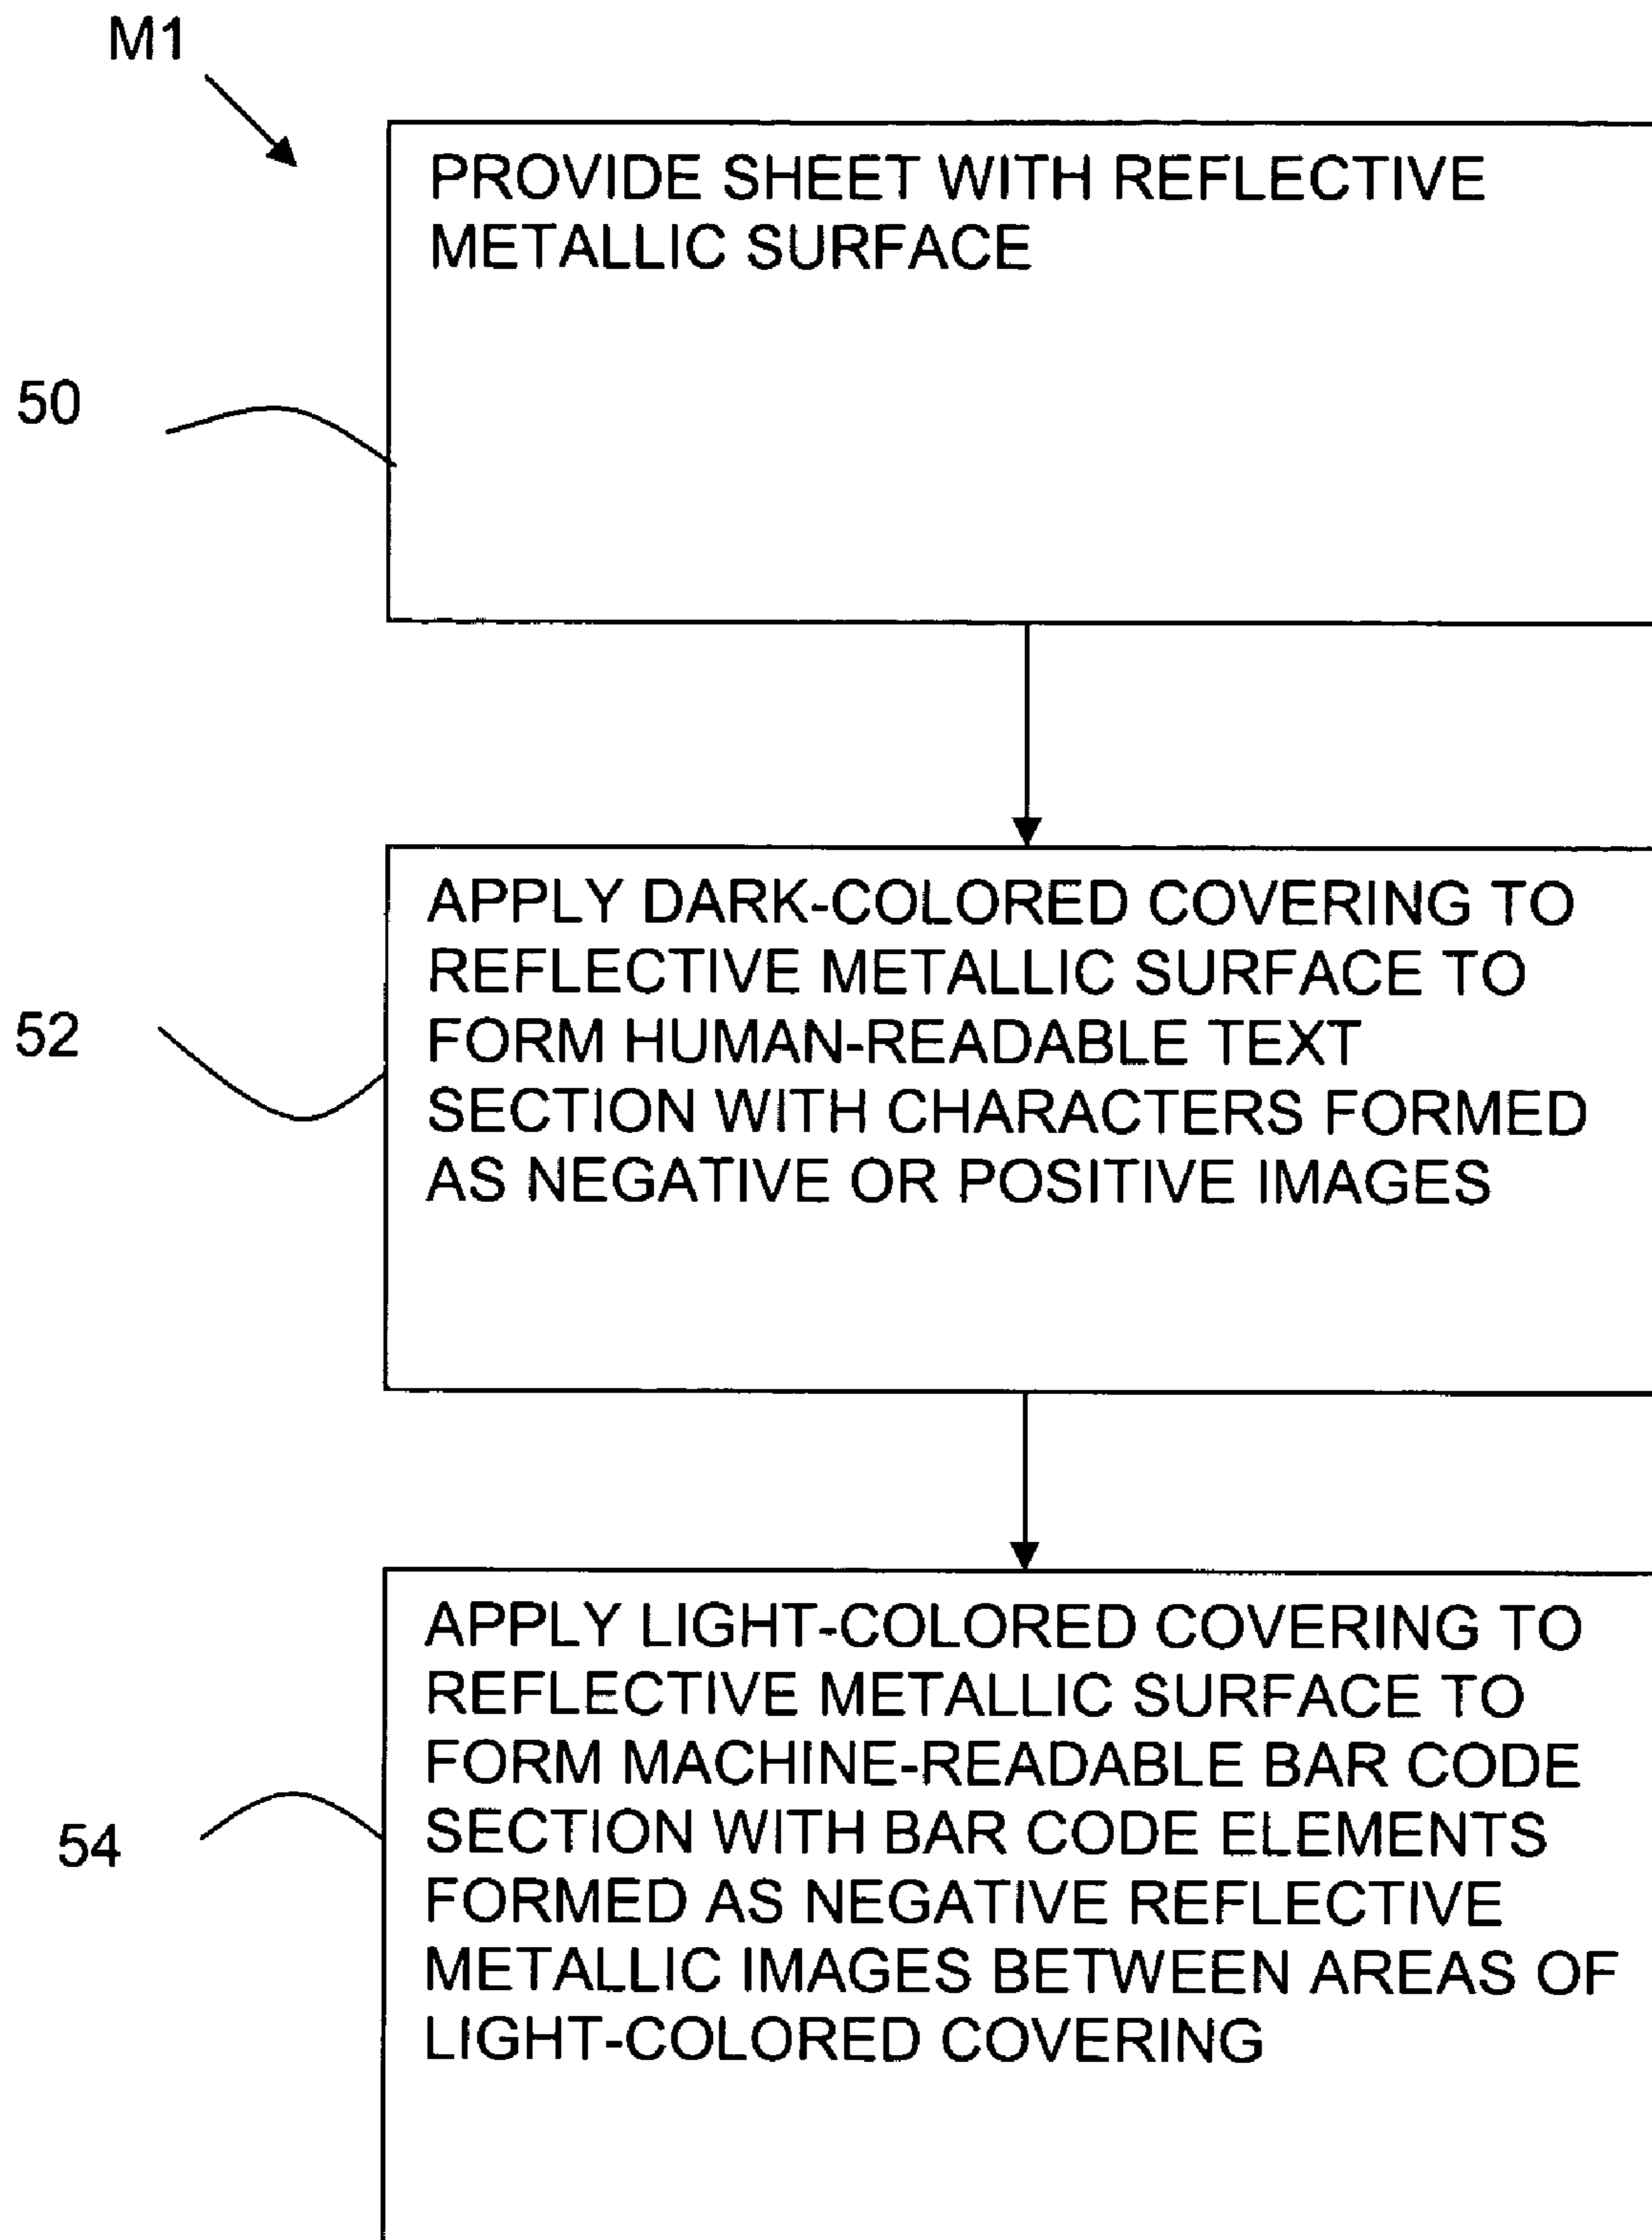 M1
PROVIDE SHEET WITH REFLECTIVE
METALLIC SURFACE
50
APPLY DARK-COLORED COVERING TO
REFLECTIVE METALLIC SURFACE TO
FORM HUMAN-READABLE TEXT
SECTION WITH CHARACTERS FORMED
AS NEGATIVE OR POSITIVE IMAGES
52
APPLY LIGHT-COLORED COVERING TO
REFLECTIVE METALLIC SURFACE TO
FORM MACHINE-READABLE BAR CODE
SECTION WITH BAR CODE ELEMENTS
FORMED AS NEGATIVE REFLECTIVE
METALLIC IMAGES BETWEEN AREAS OF
LIGHT-COLORED COVERING
54